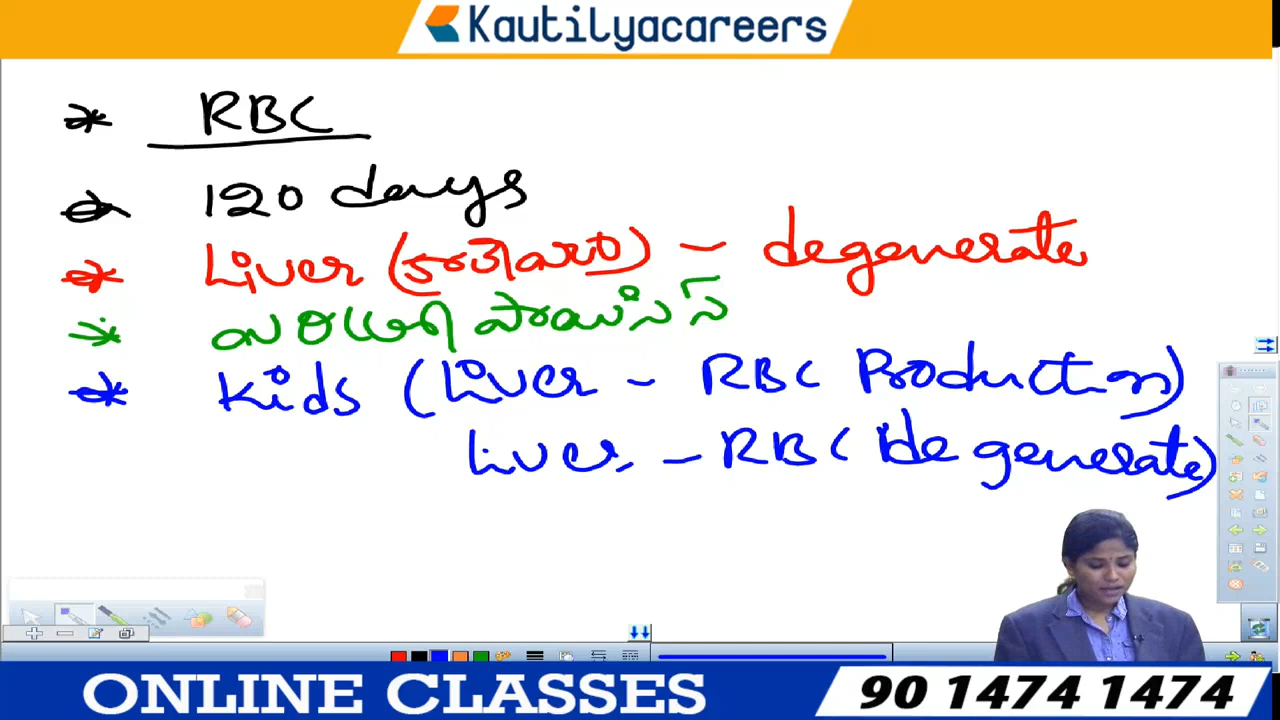 Kautilyacareers
* RBC
* 120 days
* Liver (కాలేయం) - degenerate
*
* Kids (Liver - RBC Production)
Liver - RBC degenerate)
ONLINE CLASSES
90 1474 1474